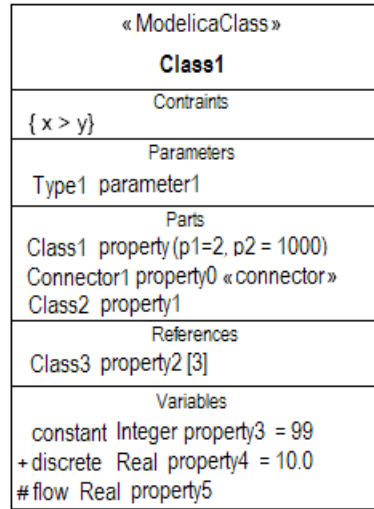 «ModelicaClass»
Class1
Contraints
{ x > y}
Parameters
Type1 parameter1
Parts
Class1 property (p1=2, p2 = 1000)
Connector1 property0 «connector»
Class2 property1
References
Class3 property2 [3]
Variables
constant Integer property3 = 99
+ discrete Real property4 = 10.0
# flow Real property5